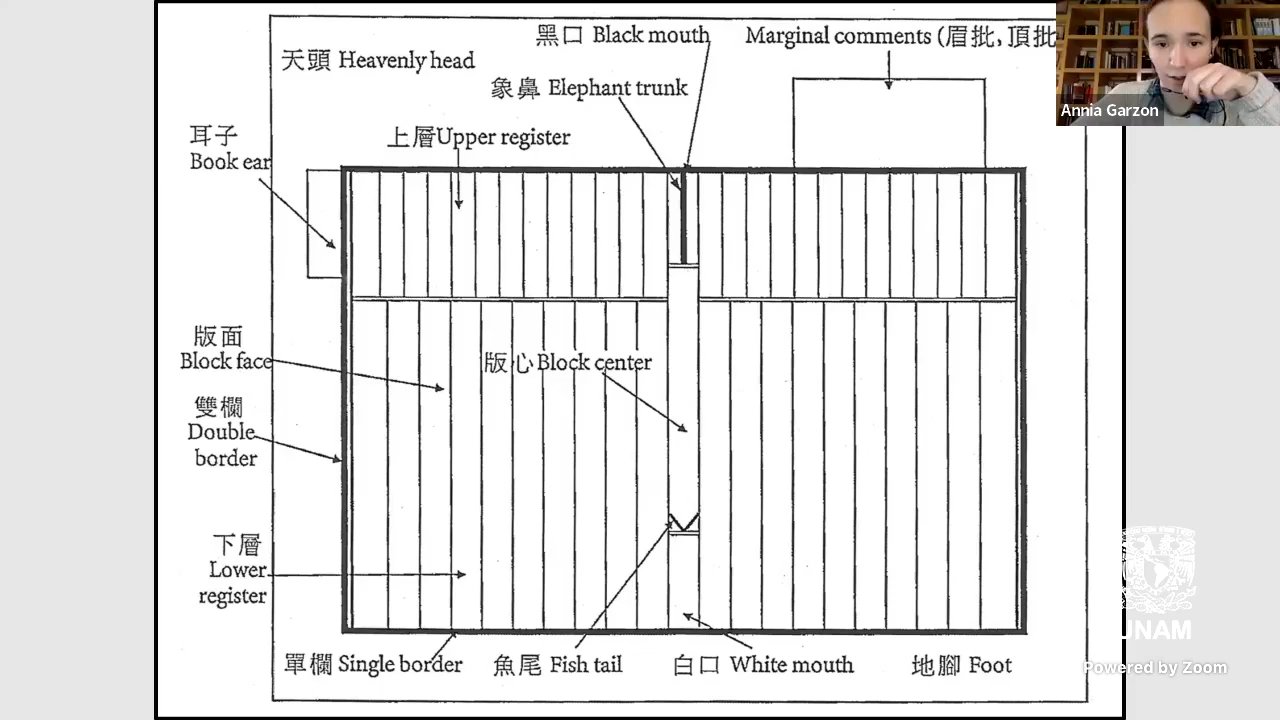 黑口 Black mouth
Marginal comments (眉批, 頂批
天頭 Heavenly head
象鼻 Elephant trunk
Annia Garzon
耳子
Book ear
上層 Upper register
版面
Block face
版心 Block center
雙欄
Double
border
下層
Lower
register
單欄 Single border
魚尾 Fish tail
白口 White mouth
地腳 Foot
UNAM
Powered by Zoom